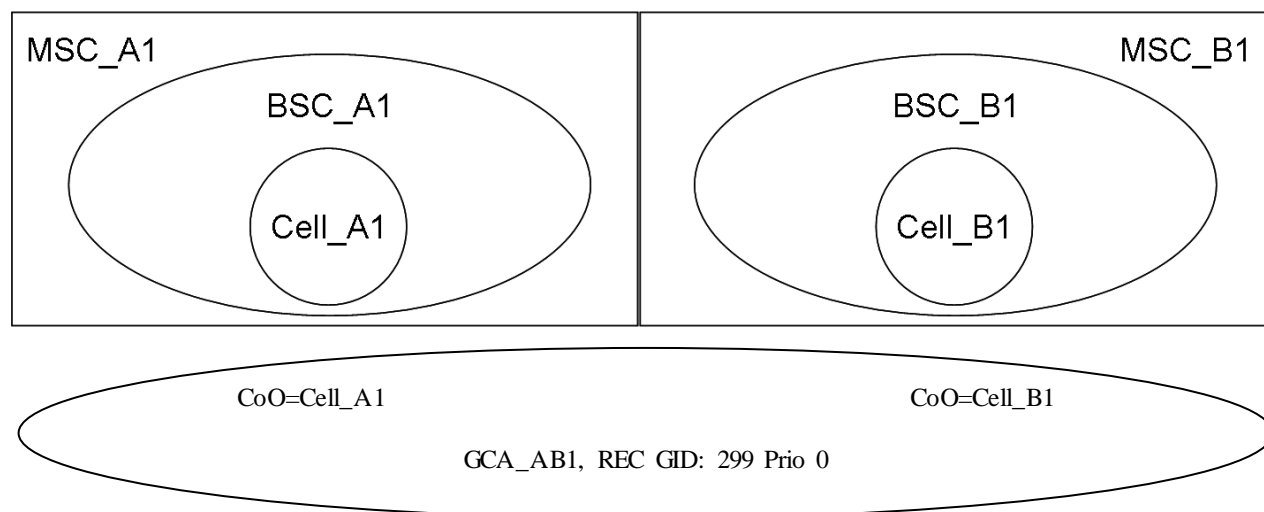 MSC_A1
MSC_B1
BSC_A1
BSC_B1
Cell_A1
Cell_B1
CoO=Cell_A1
CoO=Cell_B1
GCA_AB1, REC GID: 299 Prio 0